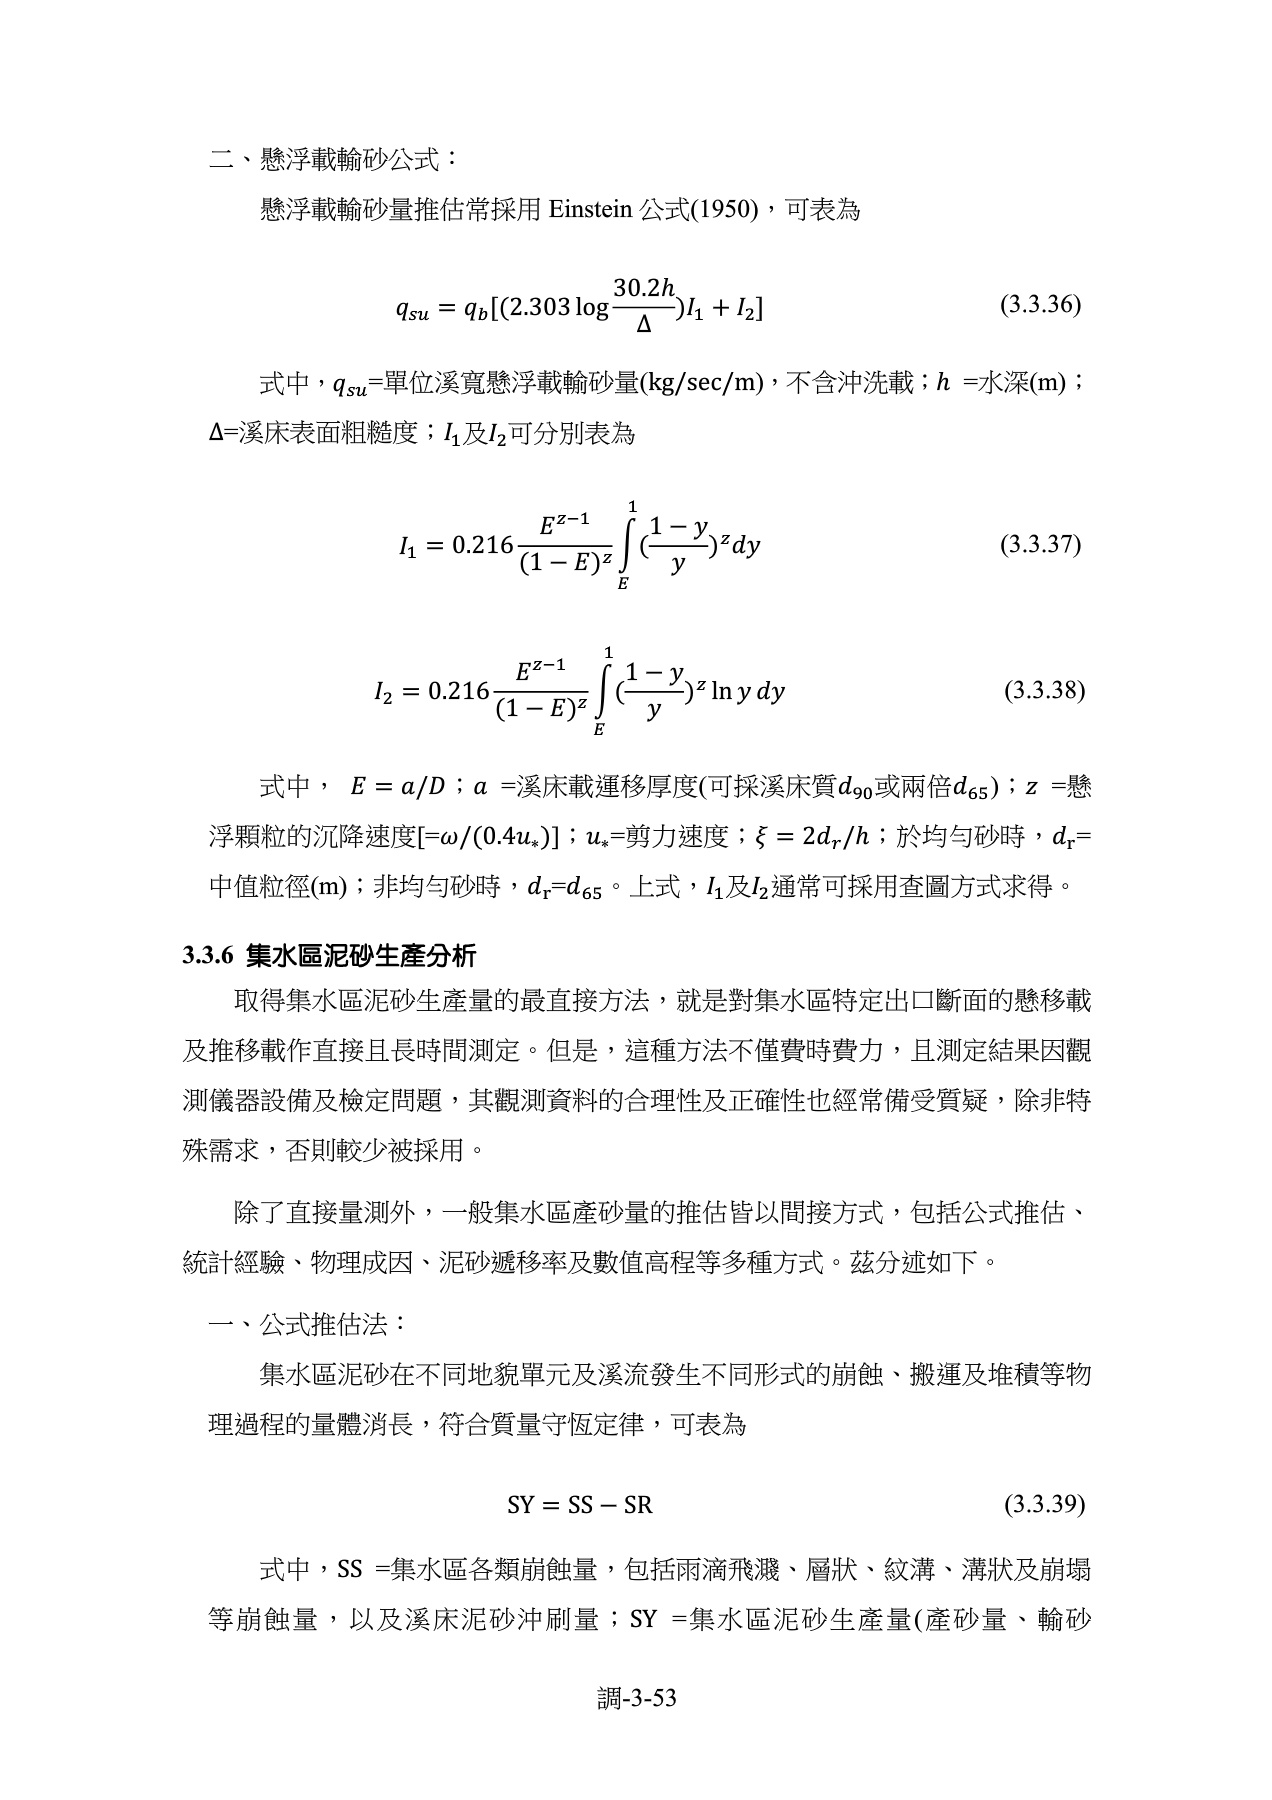 二、懸浮載輸砂公式：
懸浮載輸砂量推估常採用 Einstein 公式(1950)，可表為
$q_{su} = q_b[(2.303 \log \frac{30.2h}{\Delta})I_1 + I_2]$ (3.3.36)
式中，$q_{su}$=單位溪寬懸浮載輸砂量(kg/sec/m)，不含沖洗載；$h$ =水深(m)；
Δ=溪床表面粗糙度；$I_1$及$I_2$可分別表為
$I_1 = 0.216 \frac{E^{z-1}}{(1-E)^z} \int_E^1 (\frac{1-y}{y})^z dy$ (3.3.37)
$I_2 = 0.216 \frac{E^{z-1}}{(1-E)^z} \int_E^1 (\frac{1-y}{y})^z \ln y \, dy$ (3.3.38)
式中， $E = a/D$；$a$ =溪床載運移厚度(可採溪床質$d_{90}$或兩倍$d_{65}$)；$z$ =懸
浮顆粒的沉降速度[=$\omega/(0.4u_*)$]；$u_*$=剪力速度；$\xi = 2d_r/h$；於均勻砂時，$d_r$=
中值粒徑(m)；非均勻砂時，$d_r$=$d_{65}$。上式，$I_1$及$I_2$通常可採用查圖方式求得。
3.3.6 集水區泥砂生產分析
取得集水區泥砂生產量的最直接方法，就是對集水區特定出口斷面的懸移載
及推移載作直接且長時間測定。但是，這種方法不僅費時費力，且測定結果因觀
測儀器設備及檢定問題，其觀測資料的合理性及正確性也經常備受質疑，除非特
殊需求，否則較少被採用。
除了直接量測外，一般集水區產砂量的推估皆以間接方式，包括公式推估、
統計經驗、物理成因、泥砂遞移率及數值高程等多種方式。茲分述如下。
一、公式推估法：
集水區泥砂在不同地貌單元及溪流發生不同形式的崩蝕、搬運及堆積等物
理過程的量體消長，符合質量守恆定律，可表為
SY = SS − SR (3.3.39)
式中，SS =集水區各類崩蝕量，包括雨滴飛濺、層狀、紋溝、溝狀及崩塌
等崩蝕量，以及溪床泥砂沖刷量；SY =集水區泥砂生產量(產砂量、輸砂
調-3-53